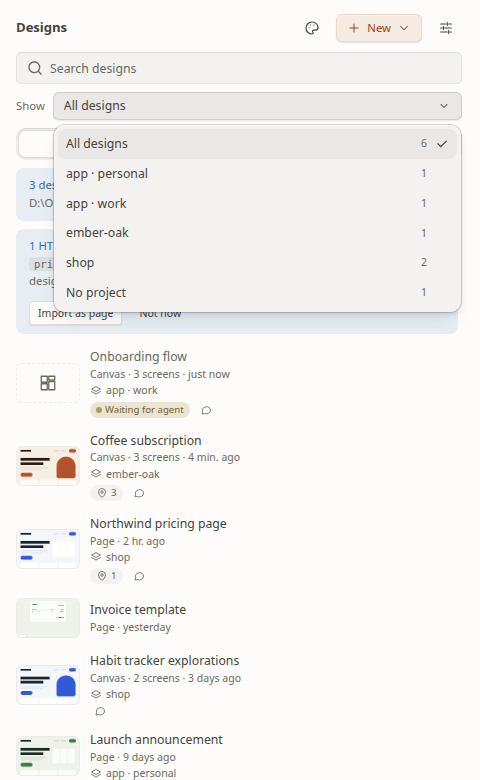 Designs
New
Search designs
Show
All designs
All designs 6
app · personal 1
app · work 1
ember-oak 1
shop 2
No project 1
3 des
D:\O
1 HT
pri
desig
Import as page Not now
Onboarding flow
Canvas · 3 screens · just now
app · work
Waiting for agent
Coffee subscription
Canvas · 3 screens · 4 min. ago
ember-oak
3
Northwind pricing page
Page · 2 hr. ago
shop
1
Invoice template
Page · yesterday
Habit tracker explorations
Canvas · 2 screens · 3 days ago
shop
Launch announcement
Page · 9 days ago
app · personal